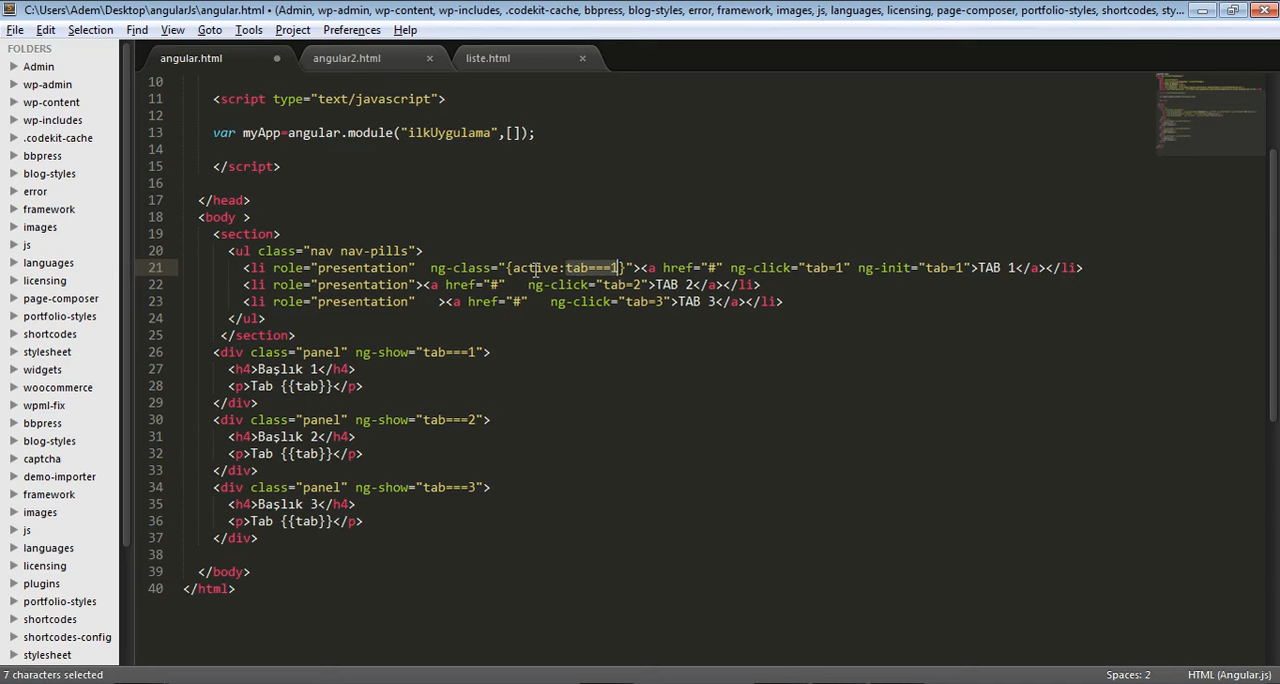 C:\Users\Adem\Desktop\angularJs\angular.html • (Admin, wp-admin, wp-content, wp-includes, .codekit-cache, bbpress, blog-styles, error, framework, images, js, languages, licensing, page-composer, portfolio-styles, shortcodes, sty...
File Edit Selection Find View Goto Tools Project Preferences Help
FOLDERS
Admin
wp-admin
wp-content
wp-includes
.codekit-cache
bbpress
blog-styles
error
framework
images
js
languages
licensing
page-composer
portfolio-styles
shortcodes
stylesheet
widgets
woocommerce
wpml-fix
bbpress
blog-styles
captcha
demo-importer
framework
images
js
languages
licensing
plugins
portfolio-styles
shortcodes
shortcodes-config
stylesheet
angular.html angular2.html liste.html
10
11 <script type="text/javascript">
12
13 var myApp=angular.module("ilkUygulama",[]);
14
15 </script>
16
17 </head>
18 <body >
19 <section>
20 <ul class="nav nav-pills">
21 <li role="presentation" ng-class="{active:tab===1}"><a href="#" ng-click="tab=1" ng-init="tab=1">TAB 1</a></li>
22 <li role="presentation"><a href="#" ng-click="tab=2">TAB 2</a></li>
23 <li role="presentation" ><a href="#" ng-click="tab=3">TAB 3</a></li>
24 </ul>
25 </section>
26 <div class="panel" ng-show="tab===1">
27 <h4>Başlık 1</h4>
28 <p>Tab {{tab}}</p>
29 </div>
30 <div class="panel" ng-show="tab===2">
31 <h4>Başlık 2</h4>
32 <p>Tab {{tab}}</p>
33 </div>
34 <div class="panel" ng-show="tab===3">
35 <h4>Başlık 3</h4>
36 <p>Tab {{tab}}</p>
37 </div>
38
39 </body>
40 </html>
7 characters selected Spaces: 2 HTML (Angular.js)